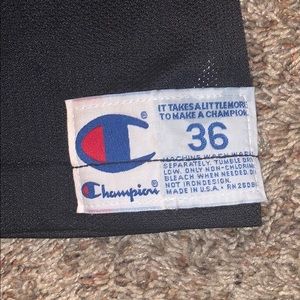 IT TAKES A LITTLE MORE
TO MAKE A CHAMPION.
36
Champion
MACHINE WASH WARM
SEPARATELY. TUMBLE DRY
LOW. ONLY NON-CHLORINE
BLEACH WHEN NEEDED. DO
NOT IRON DESIGN.
MADE IN U.S.A. • RN